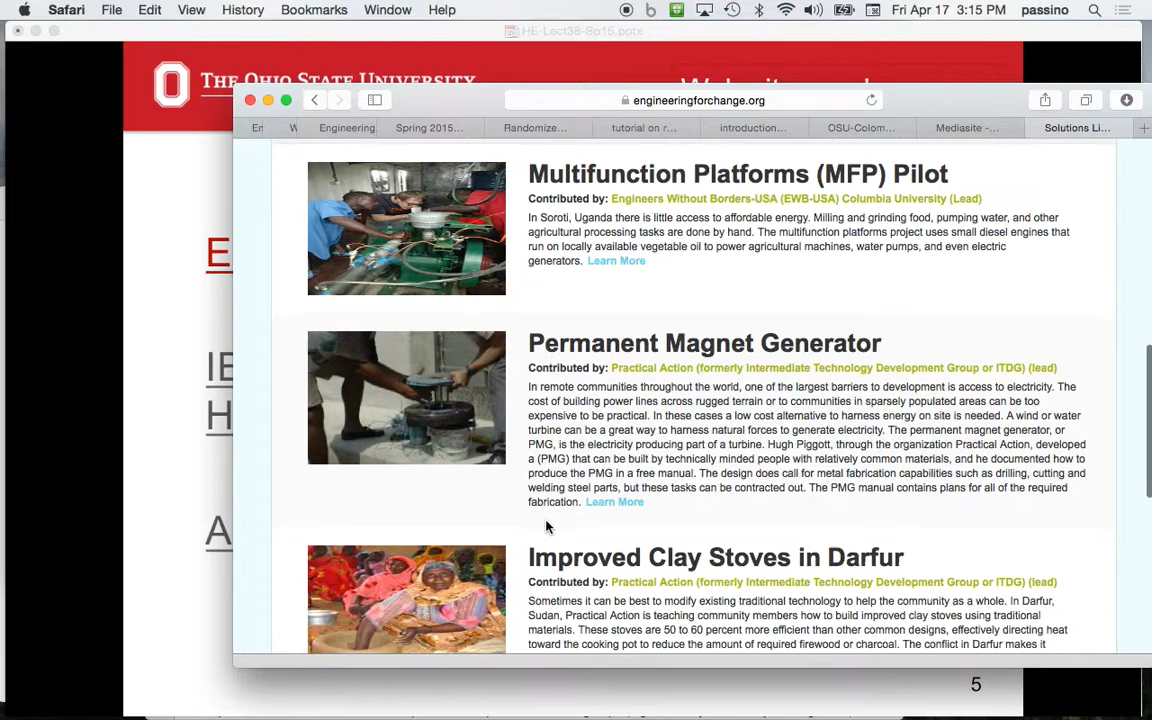 Safari File Edit View History Bookmarks Window Help Fri Apr 17 3:15 PM passino
HE-Lect38-Sp15.potx
THE OHIO STATE UNIVERSITY
engineeringforchange.org
En W Engineering Spring 2015... Randomize... tutorial on r... introduction... OSU-Colom... Mediasite -... Solutions Li...
Multifunction Platforms (MFP) Pilot
Contributed by: Engineers Without Borders-USA (EWB-USA) Columbia University (Lead)
In Soroti, Uganda there is little access to affordable energy. Milling and grinding food, pumping water, and other
agricultural processing tasks are done by hand. The multifunction platforms project uses small diesel engines that
run on locally available vegetable oil to power agricultural machines, water pumps, and even electric
generators. Learn More
Permanent Magnet Generator
Contributed by: Practical Action (formerly Intermediate Technology Development Group or ITDG) (lead)
In remote communities throughout the world, one of the largest barriers to development is access to electricity. The
cost of building power lines across rugged terrain or to communities in sparsely populated areas can be too
expensive to be practical. In these cases a low cost alternative to harness energy on site is needed. A wind or water
turbine can be a great way to harness natural forces to generate electricity. The permanent magnet generator, or
PMG, is the electricity producing part of a turbine. Hugh Piggott, through the organization Practical Action, developed
a (PMG) that can be built by technically minded people with relatively common materials, and he documented how to
produce the PMG in a free manual. The design does call for metal fabrication capabilities such as drilling, cutting and
welding steel parts, but these tasks can be contracted out. The PMG manual contains plans for all of the required
fabrication. Learn More
Improved Clay Stoves in Darfur
Contributed by: Practical Action (formerly Intermediate Technology Development Group or ITDG) (lead)
Sometimes it can be best to modify existing traditional technology to help the community as a whole. In Darfur,
Sudan, Practical Action is teaching community members how to build improved clay stoves using traditional
materials. These stoves are 50 to 60 percent more efficient than other common designs, effectively directing heat
toward the cooking pot to reduce the amount of required firewood or charcoal. The conflict in Darfur makes it
E
IE
H
A
5